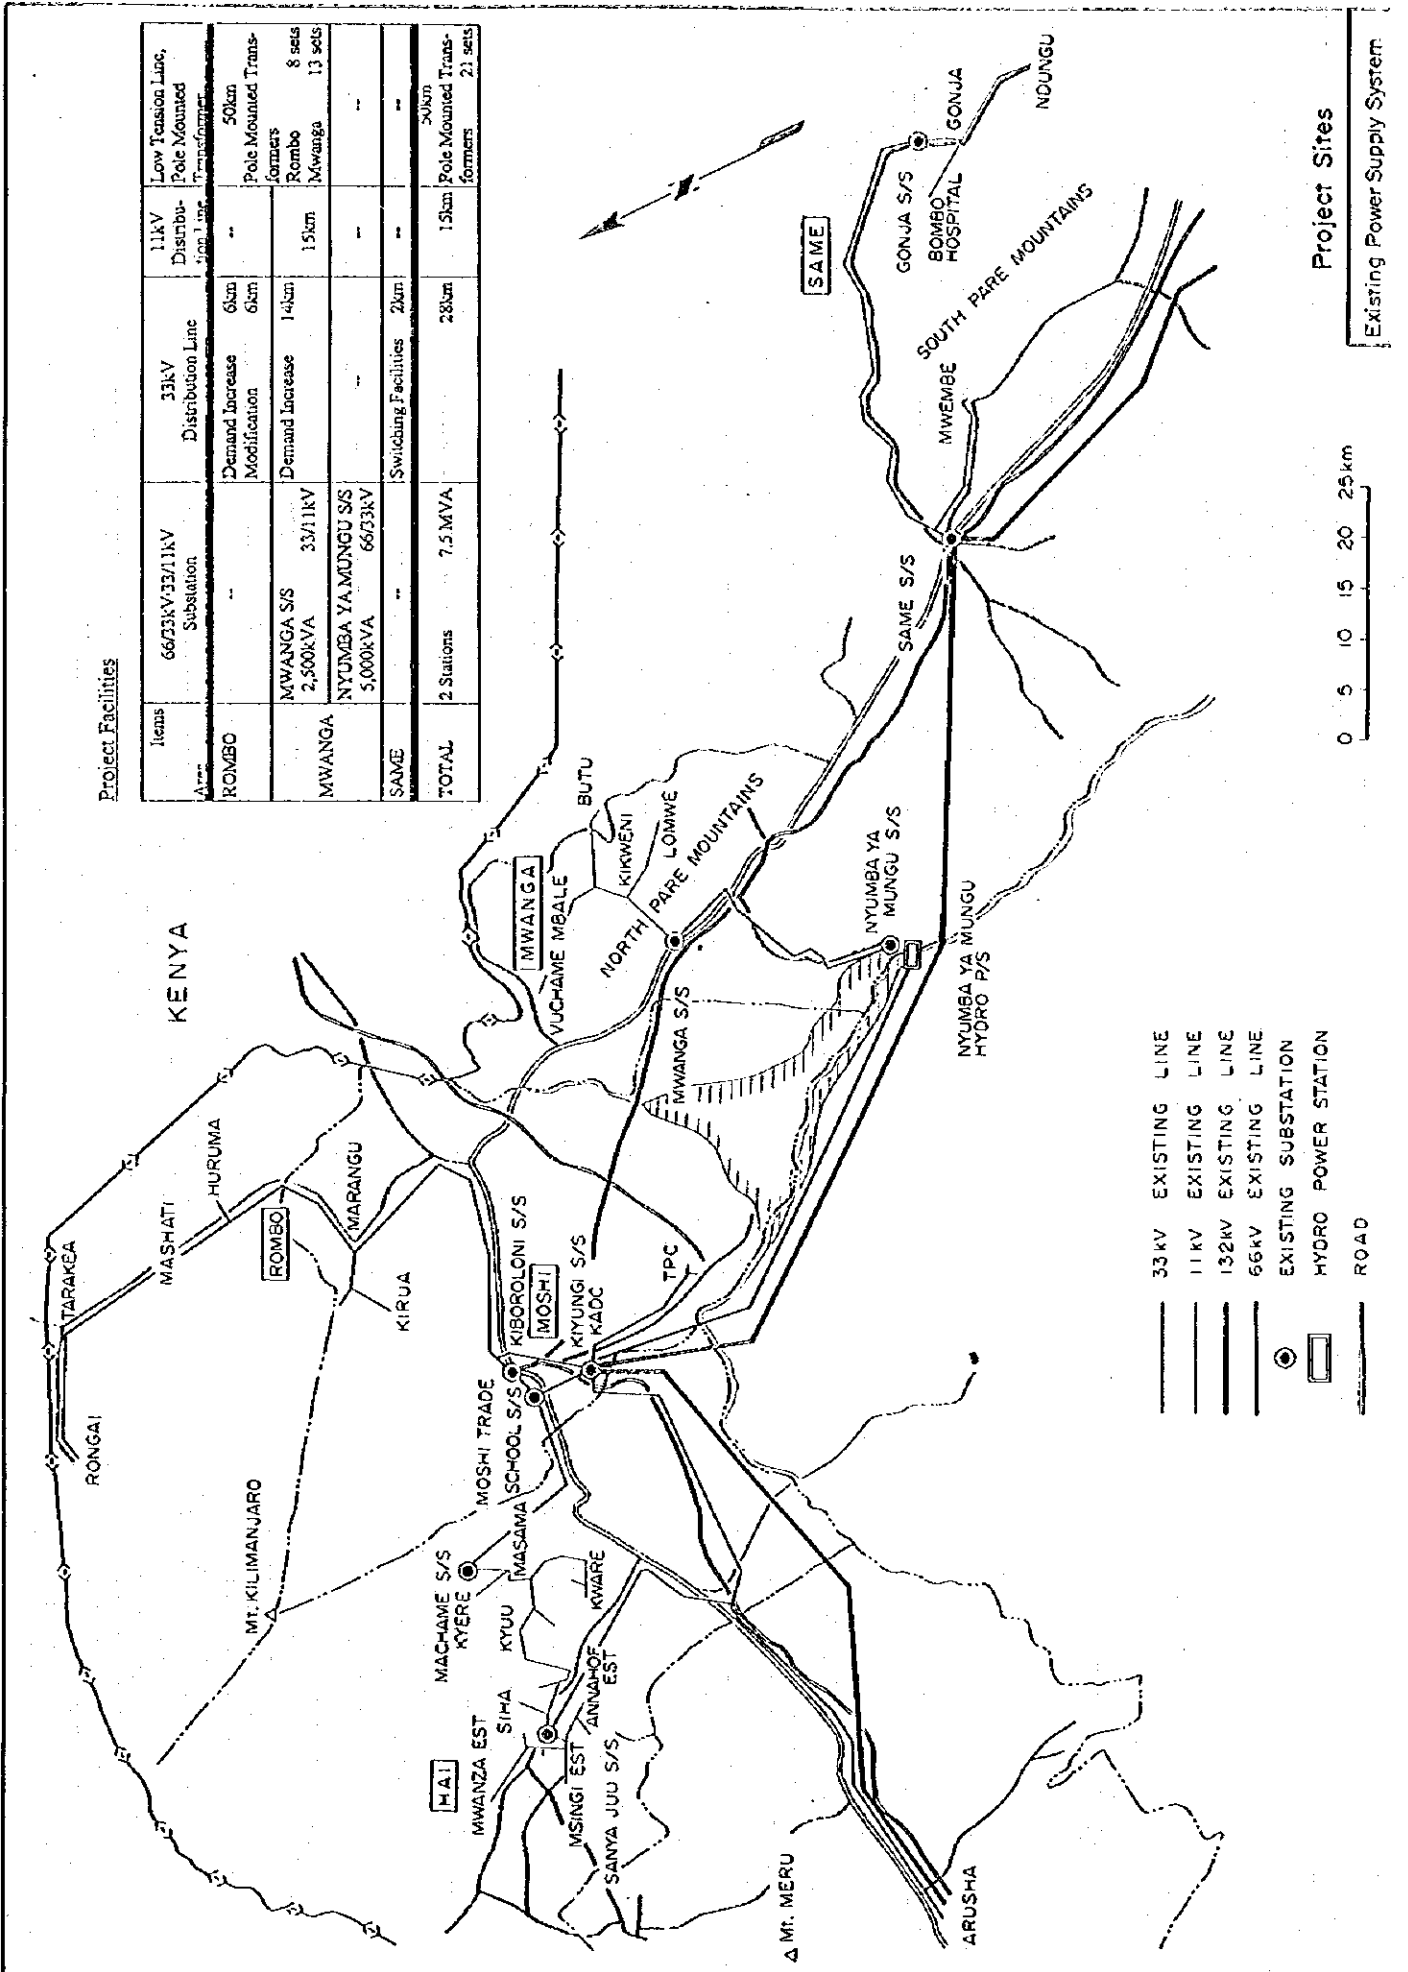 Project Facilities
Items
66/33kV·33/11kV
Substation
33kV
Distribution Line
11kV
Distribu-
tion Line
Low Tension Line,
Pole Mounted
Transformer
Area
ROMBO
--
Demand Increase 6km
Modification 6km
--
50km
Pole Mounted Trans-
formers
Rombo 8 sets
Mwanga 13 sets
MWANGA
MWANGA S/S
2,500kVA 33/11kV
Demand Increase 14km
15km
NYUMBA YA MUNGU S/S
5,000kVA 66/33kV
--
--
--
SAME
--
Switching Facilities 2km
--
--
TOTAL
2 Stations 7.5 MVA
28km
15km
50km
Pole Mounted Trans-
formers 21 sets
KENYA
TARAKEA
RONGAI
MASHATI
HURUMA
ROMBO
MARANGU
KIRUA
MT. KILIMANJARO
MWANGA
VUCHAME MBALE
BUTU
KIKWENI
LOMWE
NORTH PARE MOUNTAINS
MWANGA S/S
NYUMBA YA
MUNGU S/S
NYUMBA YA MUNGU
HYDRO P/S
SAME
GONJA S/S
BOMBO
HOSPITAL
GONJA
NDUNGU
SOUTH PARE MOUNTAINS
MWEMBE
SAME S/S
KIBOROLONI S/S
MOSHI
KIYUNGI S/S
KADC
TPC
MOSHI TRADE
SCHOOL S/S
MASAMA
MACHAME S/S
KYERE
KYUU
KWARE
SIHA
ANNAHOF
EST
HAI
MWANZA EST
MSINGI EST
SANYA JUU S/S
Mt. MERU
ARUSHA
33kV EXISTING LINE
11kV EXISTING LINE
132kV EXISTING LINE
66kV EXISTING LINE
EXISTING SUBSTATION
HYDRO POWER STATION
ROAD
0 5 10 15 20 25km
Project Sites
Existing Power Supply System